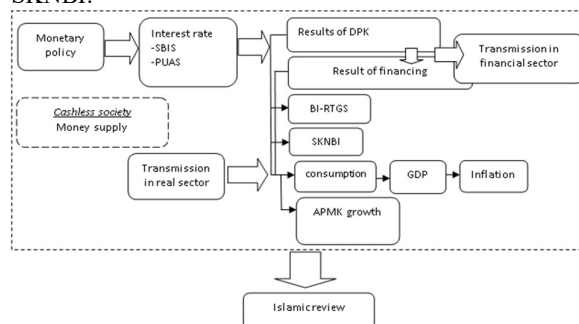 SKNBI.
Monetary
policy
Interest rate
-SBIS
-PUAS
Results of DPK
Result of financing
Transmission in
financial sector
Cashless society
Money supply
BI-RTGS
SKNBI
Transmission
in real sector
consumption
GDP
Inflation
APMK growth
Islamic review